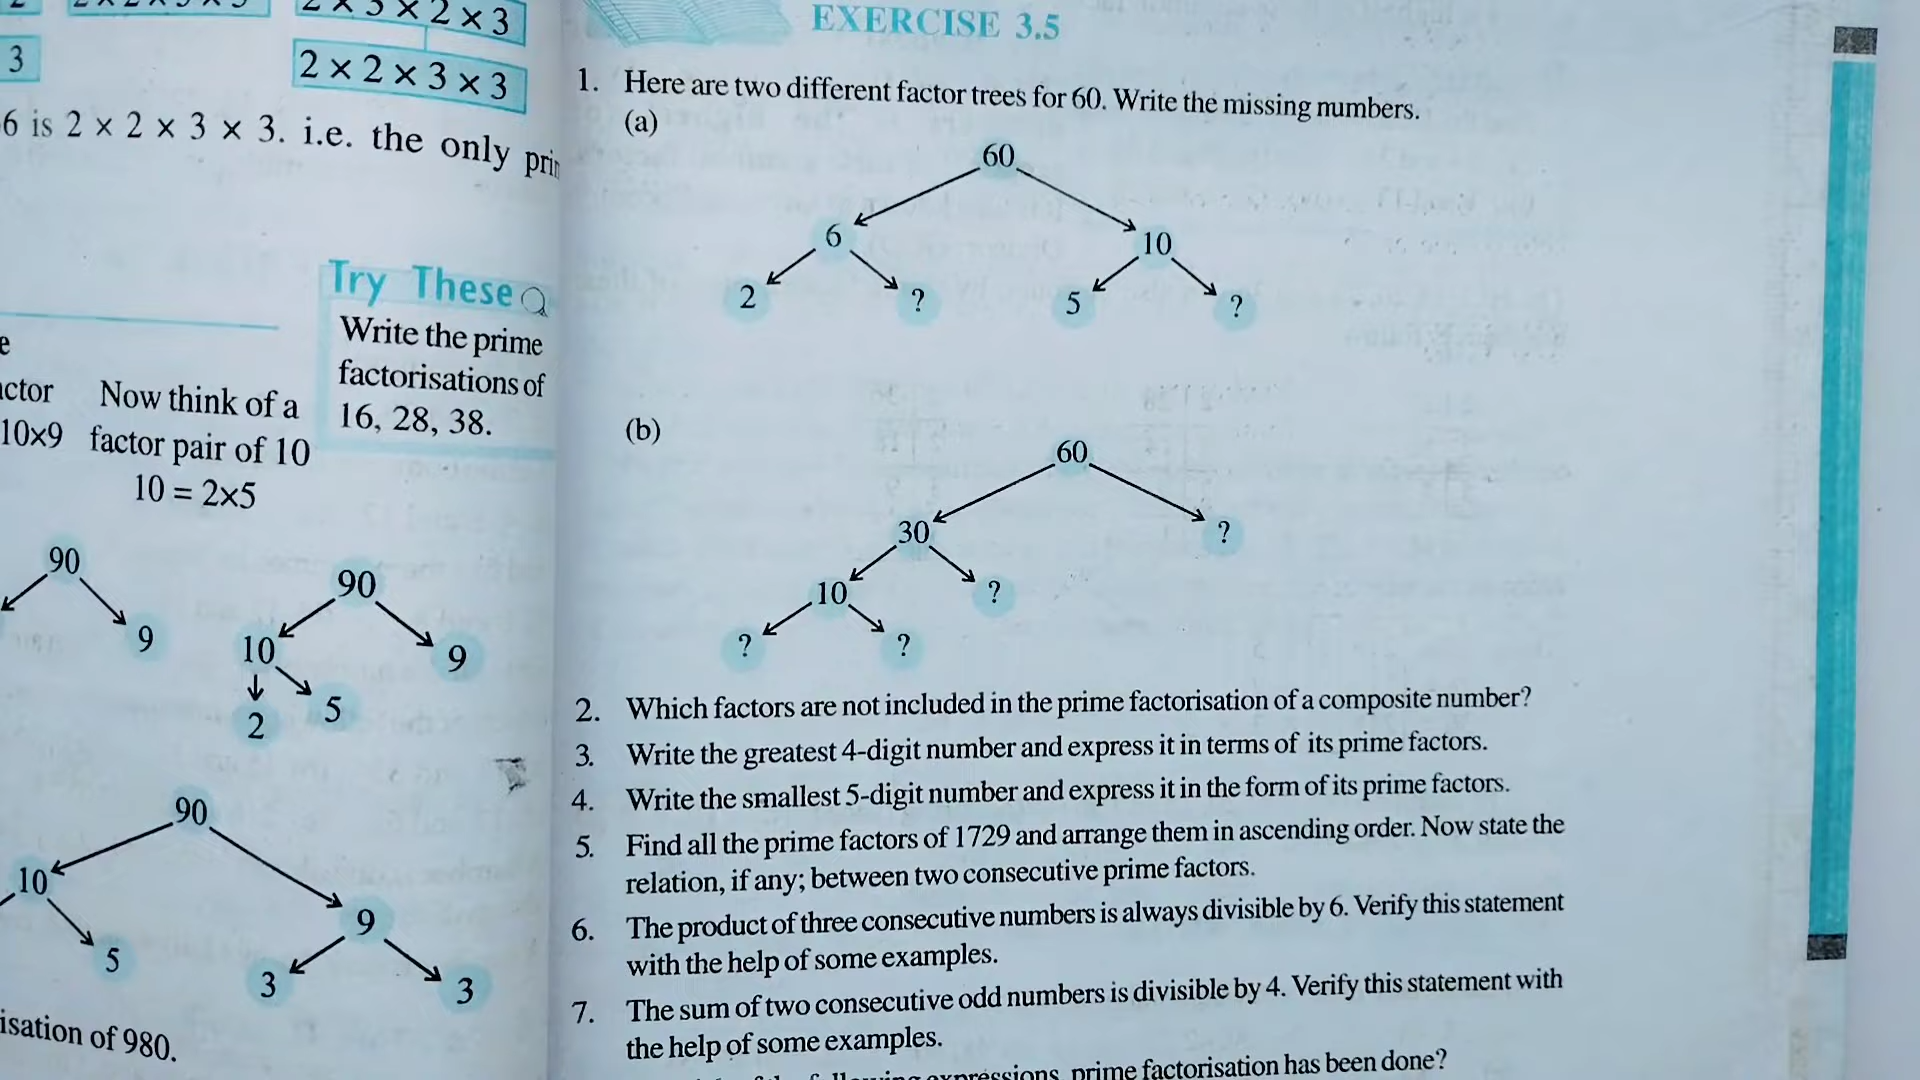 3
2 × 3 × 2 × 3
2 × 2 × 3 × 3
6 is 2 × 2 × 3 × 3. i.e. the only
Try These
Write the prime
factorisations of
16, 28, 38.
Now think of a
10×9 factor pair of 10
10 = 2×5
90
9
90
10
9
2
5
90
10
9
5
3
3
of 980.
EXERCISE 3.5
1. Here are two different factor trees for 60. Write the missing numbers.
(a)
60
6
10
2
?
5
?
(b)
60
30
?
10
?
?
?
2. Which factors are not included in the prime factorisation of a composite number?
3. Write the greatest 4-digit number and express it in terms of its prime factors.
4. Write the smallest 5-digit number and express it in the form of its prime factors.
5. Find all the prime factors of 1729 and arrange them in ascending order. Now state the
relation, if any; between two consecutive prime factors.
6. The product of three consecutive numbers is always divisible by 6. Verify this statement
with the help of some examples.
7. The sum of two consecutive odd numbers is divisible by 4. Verify this statement with
the help of some examples.
expressions, prime factorisation has been done?